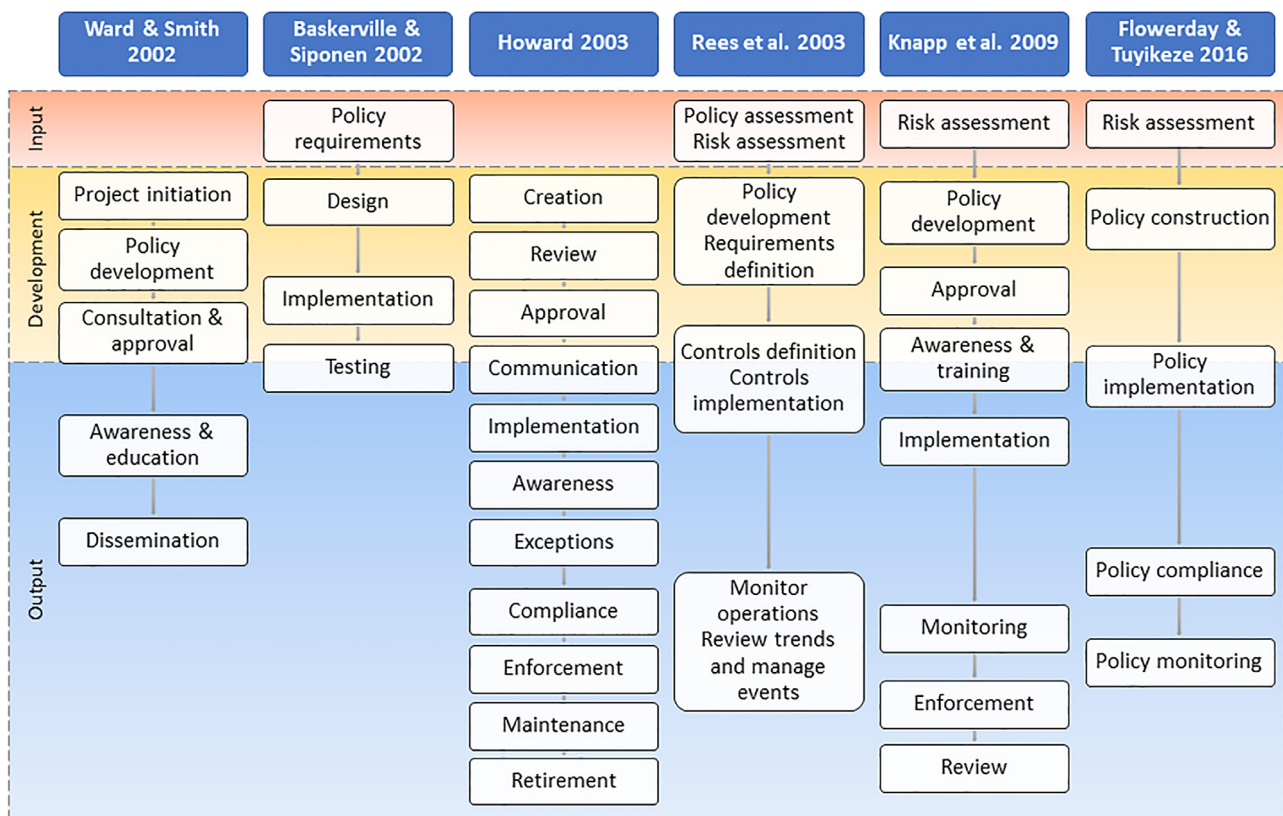 Ward & Smith
2002
Baskerville &
Siponen 2002
Howard 2003
Rees et al. 2003
Knapp et al. 2009
Flowerday &
Tuyikeze 2016
Input
Development
Output
Project initiation
Policy
development
Consultation &
approval
Awareness &
education
Dissemination
Policy
requirements
Design
Implementation
Testing
Creation
Review
Approval
Communication
Implementation
Awareness
Exceptions
Compliance
Enforcement
Maintenance
Retirement
Policy assessment
Risk assessment
Policy
development
Requirements
definition
Controls definition
Controls
implementation
Monitor
operations
Review trends
and manage
events
Risk assessment
Policy
development
Approval
Awareness &
training
Implementation
Monitoring
Enforcement
Review
Risk assessment
Policy construction
Policy
implementation
Policy compliance
Policy monitoring